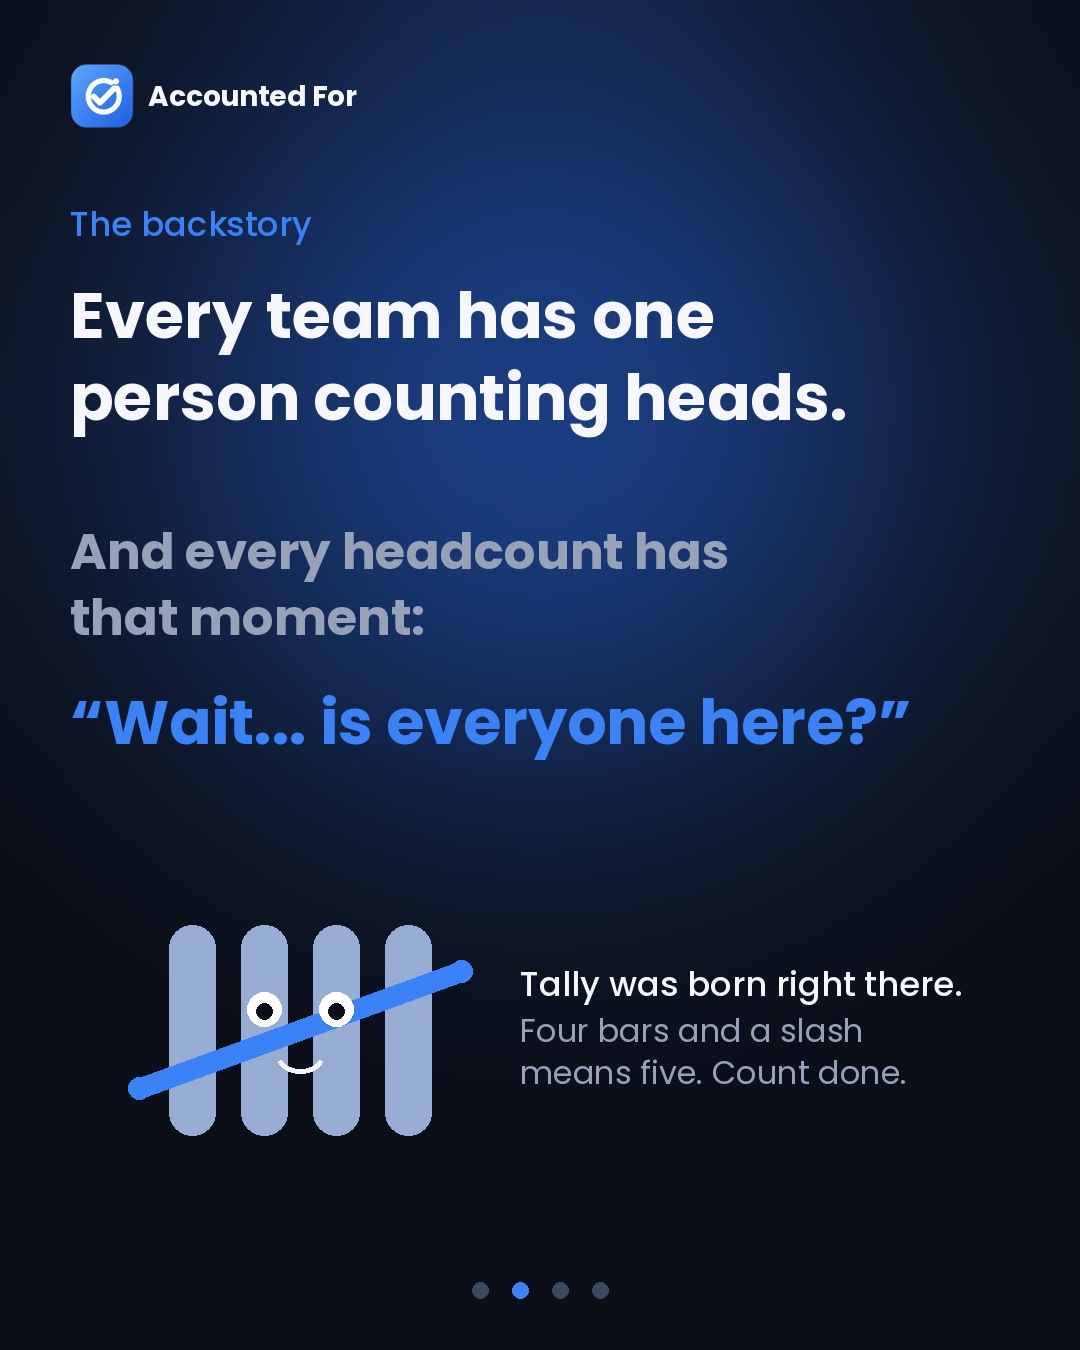 Accounted For
The backstory
Every team has one
person counting heads.
And every headcount has
that moment:
“Wait... is everyone here?”
Tally was born right there.
Four bars and a slash
means five. Count done.